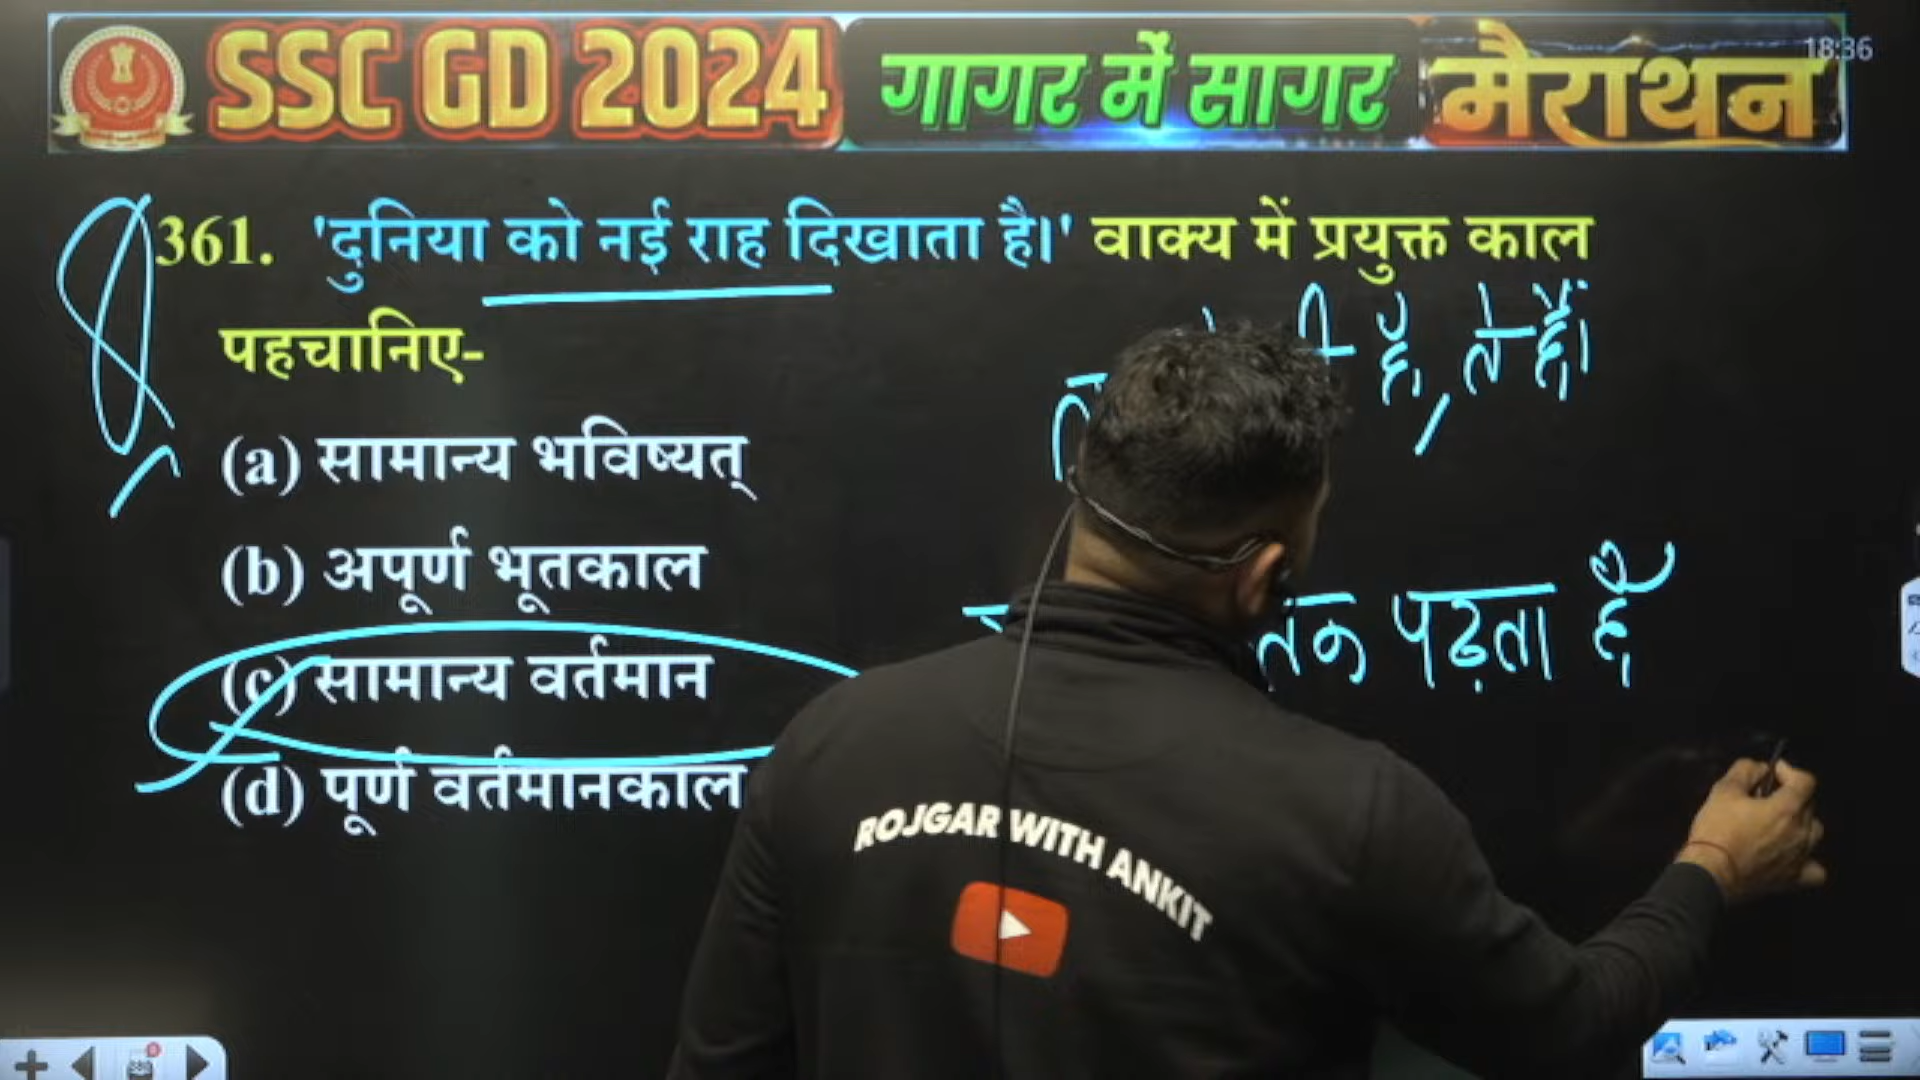 SSC GD 2024 गागर में सागर मैराथन
18:36
361. 'दुनिया को नई राह दिखाता है।' वाक्य में प्रयुक्त काल
पहचानिए-
है, ते हैं।
(a) सामान्य भविष्यत्
(b) अपूर्ण भूतकाल
पढ़ता है
(c) सामान्य वर्तमान
(d) पूर्ण वर्तमानकाल
ROJGAR WITH ANKIT